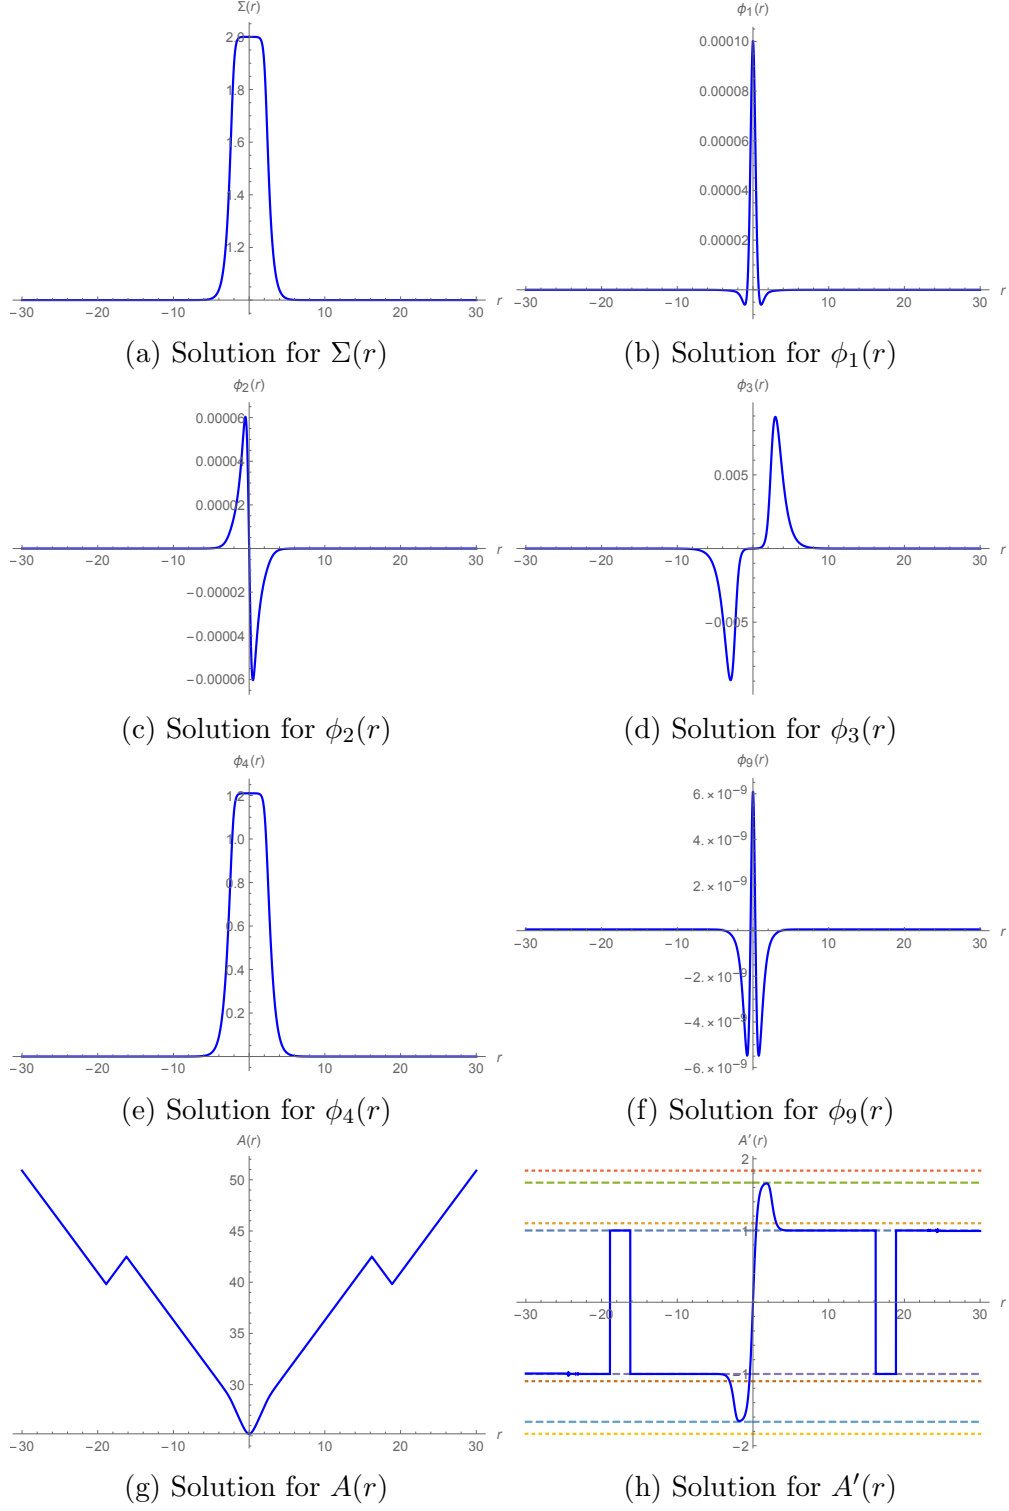 Σ(r)
2.0
1.8
1.6
1.4
1.2
−30 −20 −10 10 20 30 r
(a) Solution for Σ(r)
ϕ₁(r)
0.00010
0.00008
0.00006
0.00004
0.00002
−30 −20 −10 10 20 30 r
(b) Solution for ϕ₁(r)
ϕ₂(r)
0.00006
0.00004
0.00002
−30 −20 −10 10 20 30 r
−0.00002
−0.00004
−0.00006
(c) Solution for ϕ₂(r)
ϕ₃(r)
0.005
−30 −20 −10 10 20 30 r
−0.005
(d) Solution for ϕ₃(r)
ϕ₄(r)
1.2
1.0
0.8
0.6
0.4
0.2
−30 −20 −10 10 20 30 r
(e) Solution for ϕ₄(r)
ϕ₉(r)
6.×10⁻⁹
4.×10⁻⁹
2.×10⁻⁹
−30 −20 −10 10 20 30 r
−2.×10⁻⁹
−4.×10⁻⁹
−6.×10⁻⁹
(f) Solution for ϕ₉(r)
A(r)
50
45
40
35
30
−30 −20 −10 10 20 30 r
(g) Solution for A(r)
A′(r)
2
1
−30 −20 −10 10 20 30 r
−1
−2
(h) Solution for A′(r)